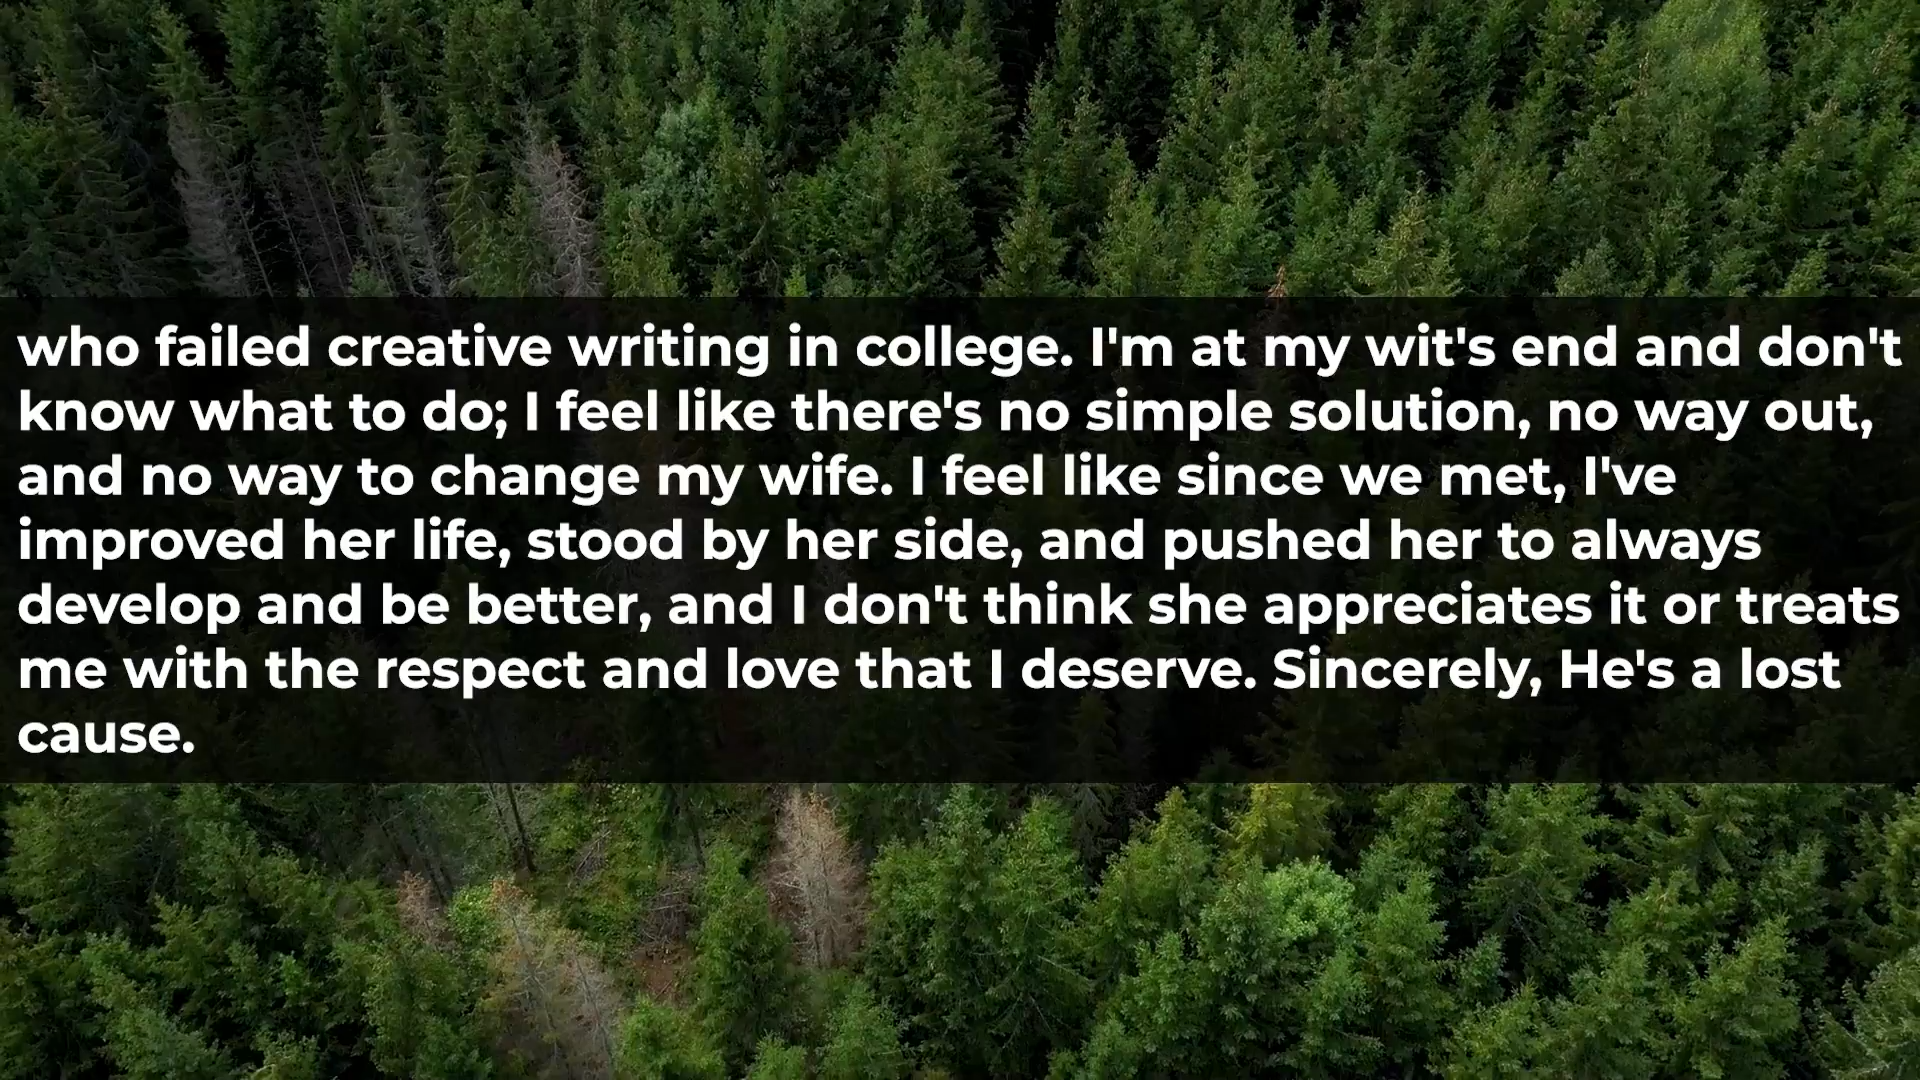 who failed creative writing in college. I'm at my wit's end and don't
know what to do; I feel like there's no simple solution, no way out,
and no way to change my wife. I feel like since we met, I've
improved her life, stood by her side, and pushed her to always
develop and be better, and I don't think she appreciates it or treats
me with the respect and love that I deserve. Sincerely, He's a lost
cause.